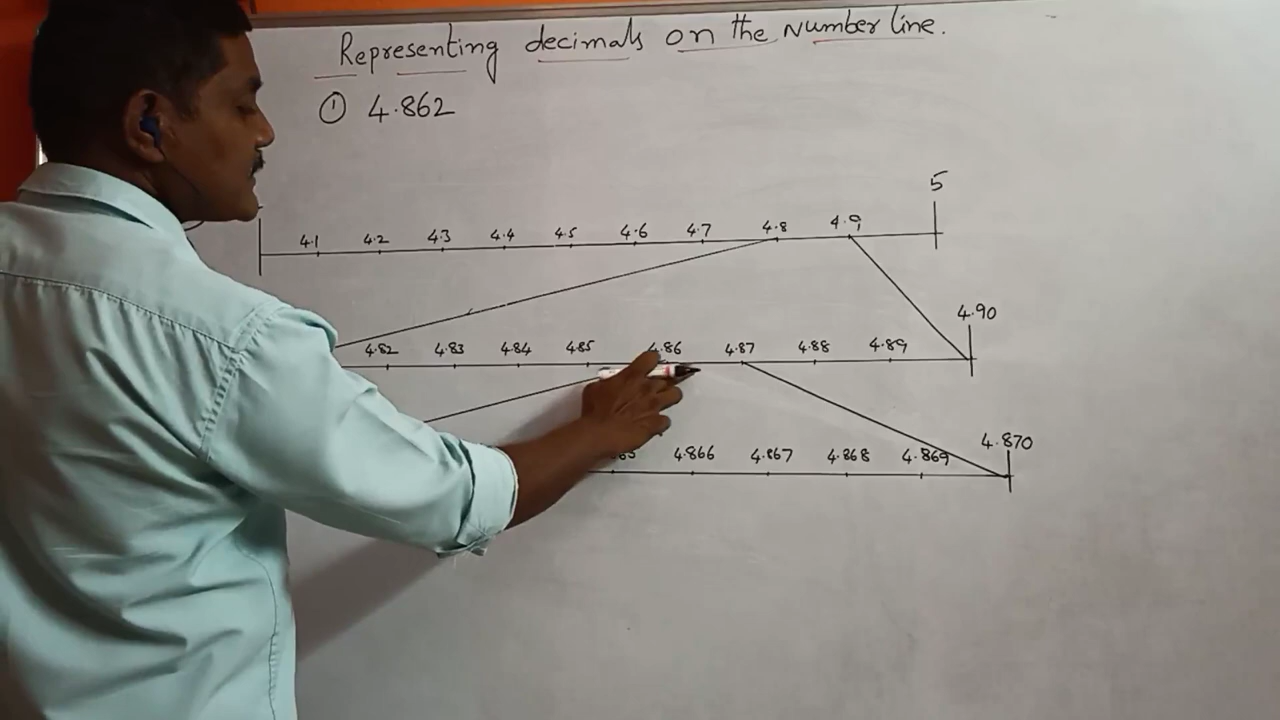 Representing decimals on the Number line.
① 4.862
5
4.1 4.2 4.3 4.4 4.5 4.6 4.7 4.8 4.9
4.90
4.82 4.83 4.84 4.85 4.86 4.87 4.88 4.89
4.870
4.866 4.867 4.868 4.869